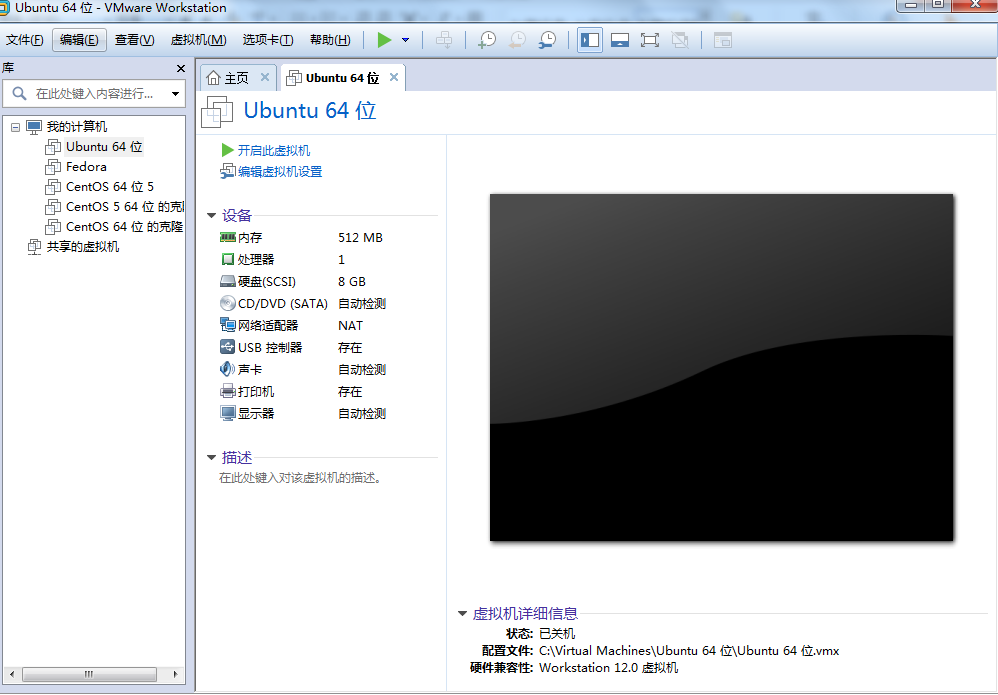 Ubuntu 64 位 - VMware Workstation
文件(F) 编辑(E) 查看(V) 虚拟机(M) 选项卡(T) 帮助(H)
库
在此处键入内容进行...
我的计算机
Ubuntu 64 位
Fedora
CentOS 64 位 5
CentOS 5 64 位 的克隆
CentOS 64 位 的克隆
共享的虚拟机
主页 Ubuntu 64 位
Ubuntu 64 位
开启此虚拟机
编辑虚拟机设置
设备
内存 512 MB
处理器 1
硬盘(SCSI) 8 GB
CD/DVD (SATA) 自动检测
网络适配器 NAT
USB 控制器 存在
声卡 自动检测
打印机 存在
显示器 自动检测
描述
在此处键入对该虚拟机的描述。
虚拟机详细信息
状态: 已关机
配置文件: C:\Virtual Machines\Ubuntu 64 位\Ubuntu 64 位.vmx
硬件兼容性: Workstation 12.0 虚拟机